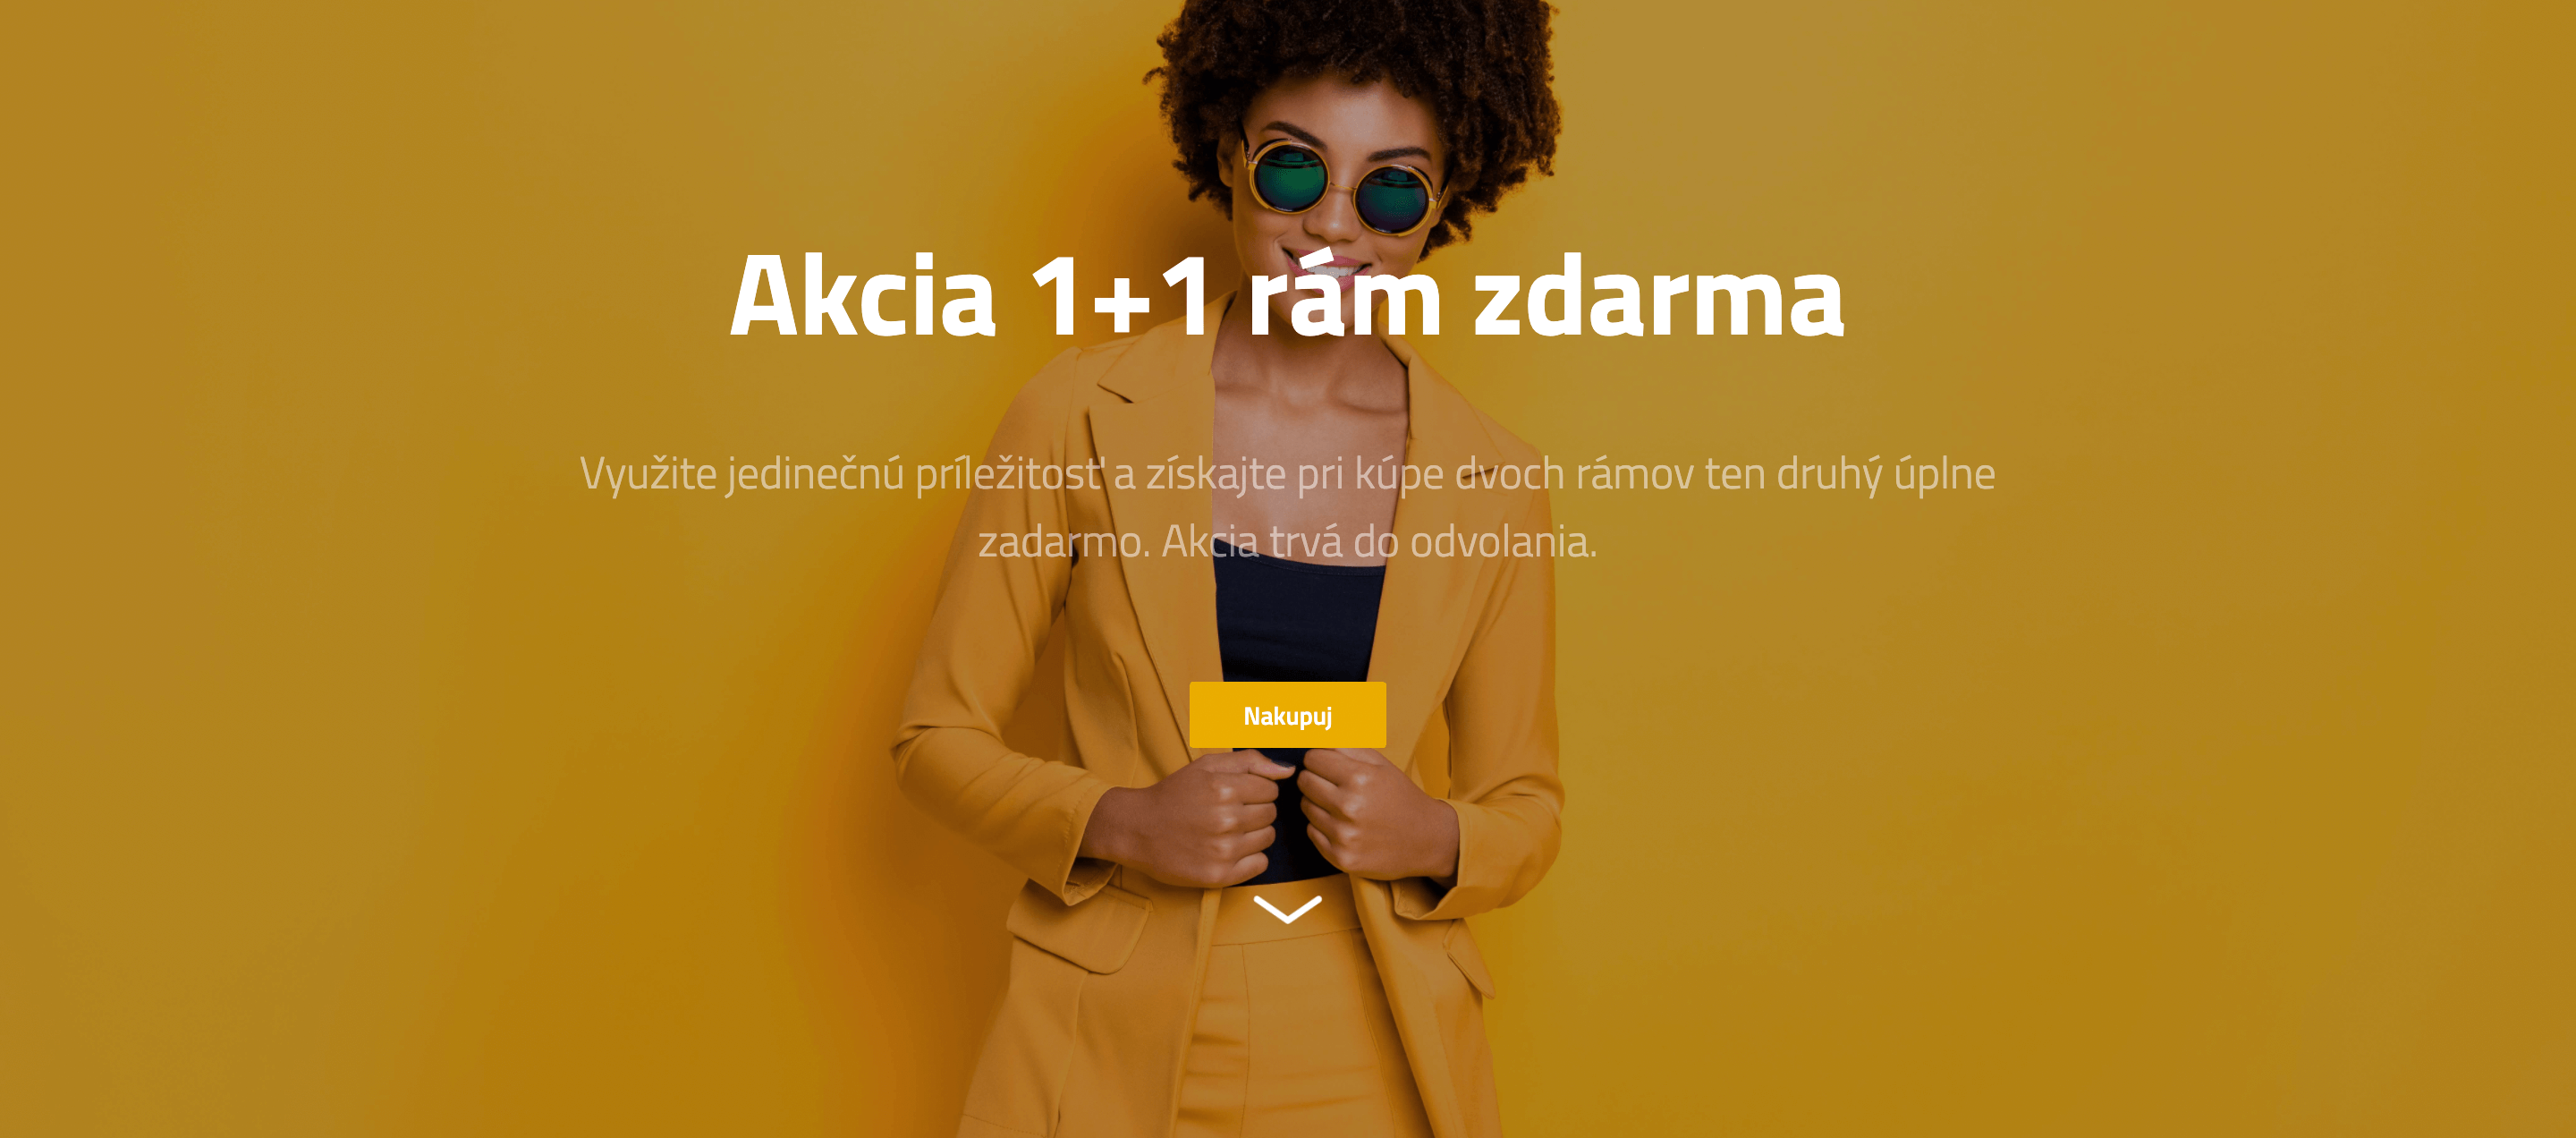 Akcia 1+1 rám zdarma
Využite jedinečnú príležitosť a získajte pri kúpe dvoch rámov ten druhý úplne
zadarmo. Akcia trvá do odvolania.
Nakupuj